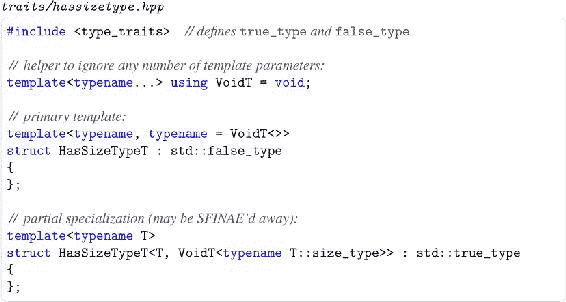 traits/hassizetype.hpp
#include <type_traits> // defines true_type and false_type
// helper to ignore any number of template parameters:
template<typename...> using VoidT = void;
// primary template:
template<typename, typename = VoidT<>>
struct HasSizeTypeT : std::false_type
{
};
// partial specialization (may be SFINAE'd away):
template<typename T>
struct HasSizeTypeT<T, VoidT<typename T::size_type>> : std::true_type
{
};